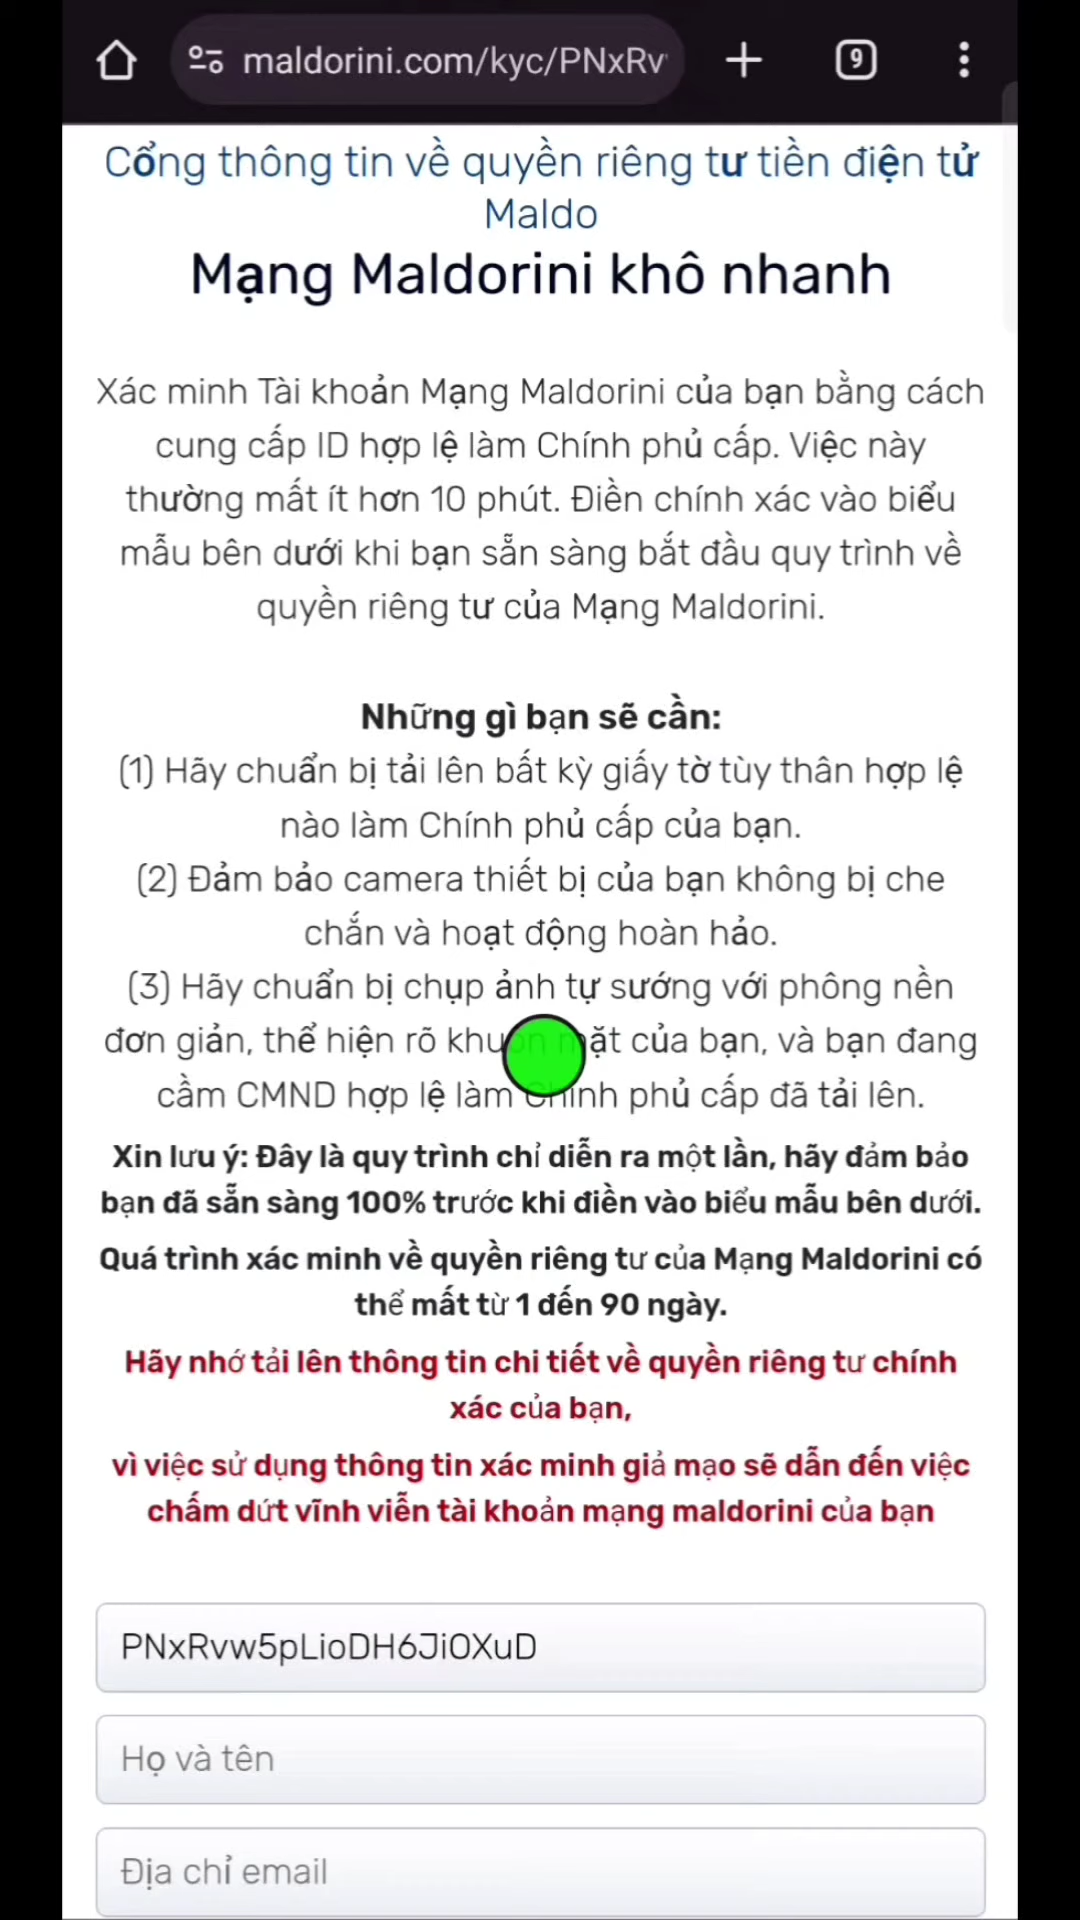 maldorini.com/kyc/PNxRv
9
Cổng thông tin về quyền riêng tư tiền điện tử
Maldo
Mạng Maldorini khô nhanh
Xác minh Tài khoản Mạng Maldorini của bạn bằng cách
cung cấp ID hợp lệ làm Chính phủ cấp. Việc này
thường mất ít hơn 10 phút. Điền chính xác vào biểu
mẫu bên dưới khi bạn sẵn sàng bắt đầu quy trình về
quyền riêng tư của Mạng Maldorini.
Những gì bạn sẽ cần:
(1) Hãy chuẩn bị tải lên bất kỳ giấy tờ tùy thân hợp lệ
nào làm Chính phủ cấp của bạn.
(2) Đảm bảo camera thiết bị của bạn không bị che
chắn và hoạt động hoàn hảo.
(3) Hãy chuẩn bị chụp ảnh tự sướng với phông nền
đơn giản, thể hiện rõ khuôn mặt của bạn, và bạn đang
cầm CMND hợp lệ làm Chính phủ cấp đã tải lên.
Xin lưu ý: Đây là quy trình chỉ diễn ra một lần, hãy đảm bảo
bạn đã sẵn sàng 100% trước khi điền vào biểu mẫu bên dưới.
Quá trình xác minh về quyền riêng tư của Mạng Maldorini có
thể mất từ 1 đến 90 ngày.
Hãy nhớ tải lên thông tin chi tiết về quyền riêng tư chính
xác của bạn,
vì việc sử dụng thông tin xác minh giả mạo sẽ dẫn đến việc
chấm dứt vĩnh viễn tài khoản mạng maldorini của bạn
PNxRvw5pLioDH6JiOXuD
Họ và tên
Địa chỉ email